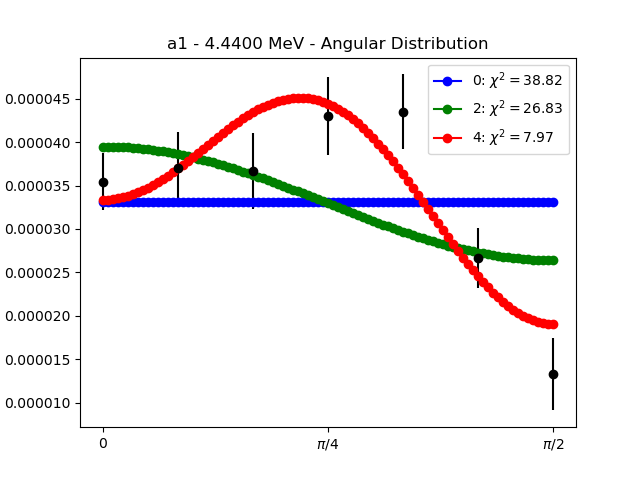 a1 - 4.4400 MeV - Angular Distribution
0: χ² = 38.82
2: χ² = 26.83
4: χ² = 7.97
0.000045
0.000040
0.000035
0.000030
0.000025
0.000020
0.000015
0.000010
0 π/4 π/2